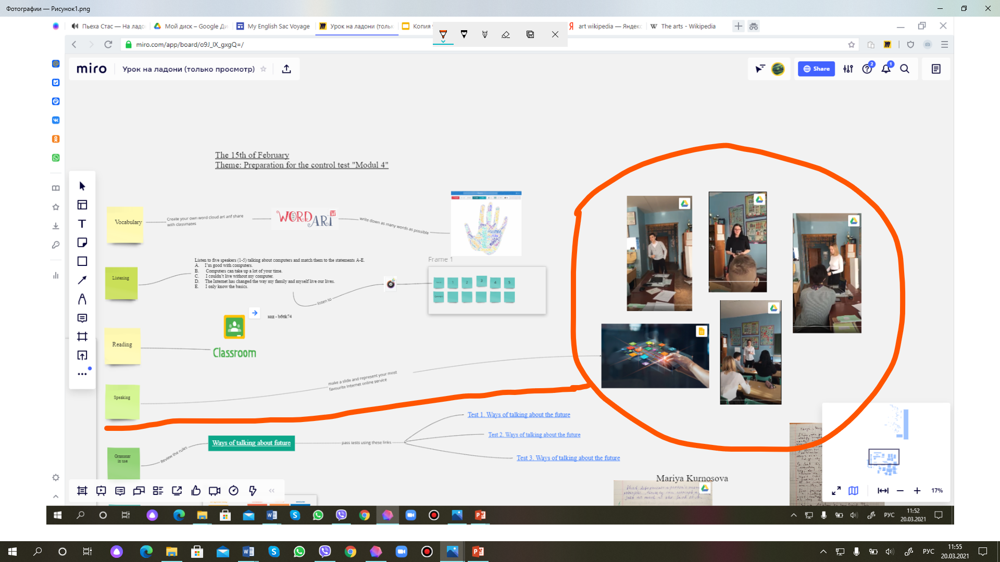 Фотографии — Рисунок1.png
Пьеха Стас — На ладо
Мой диск – Google Ди
My English Sac Voyage
Урок на ладони (толь
Копия
art wikipedia — Яндекс
The arts - Wikipedia
miro.com/app/board/o9J_lX_gxgQ=/
miro
Урок на ладони (только просмотр)
Share
2
1
The 15th of February
Theme: Preparation for the control test "Modul 4"
Vocabulary
Create your own word cloud art anf share
with classmates
WORD
ART
write down as many words as possible
Listening
Listen to five speakers (1-5) talking about computers and match them to the statements A-E.
A. I'm good with computers.
B. Computers can take up a lot of your time.
C. I couldn't live without my computer.
D. The Internet has changed the way my family and myself live our lives.
E. I only know the basics.
listen to
Frame 1
1 2 3 4 5
код - b6ttk74
Classroom
Reading
make a slide and represent your most
favourite Internet online service
Speaking
Grammar
in use
Review the rules
Ways of talking about future
pass tests using these links
Test 1. Ways of talking about the future
Test 2. Ways of talking about the future
Test 3. Ways of talking about the future
Mariya Kurnosova
17%
РУС
11:52
20.03.2021
РУС
11:55
20.03.2021